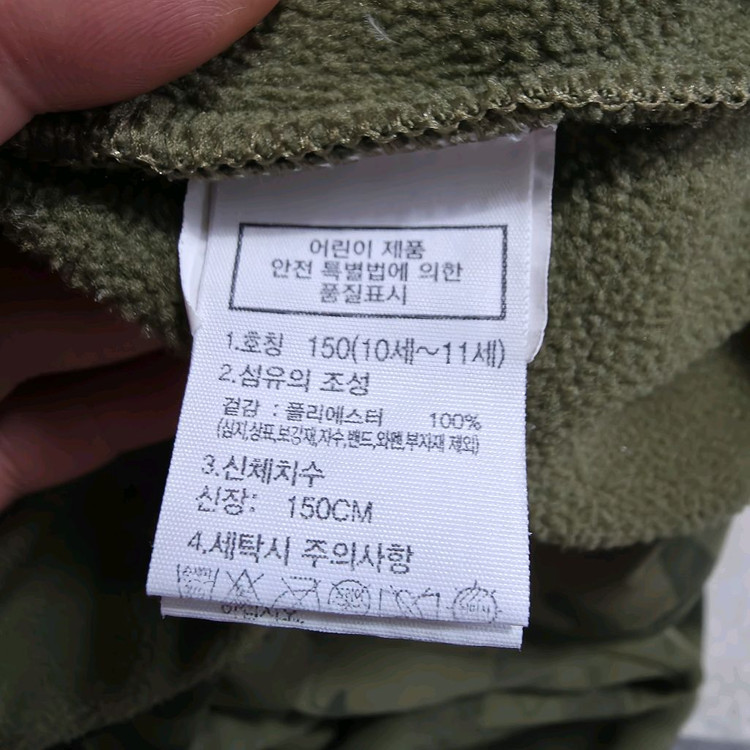 어린이 제품
안전 특별법에 의한
품질표시
1.호칭 150(10세~11세)
2.섬유의 조성
겉감 : 폴리에스터 100%
(심지,상표,보강재,자수,밴드,와펜,부자재 제외)
3.신체치수
신장: 150CM
4.세탁시 주의사항